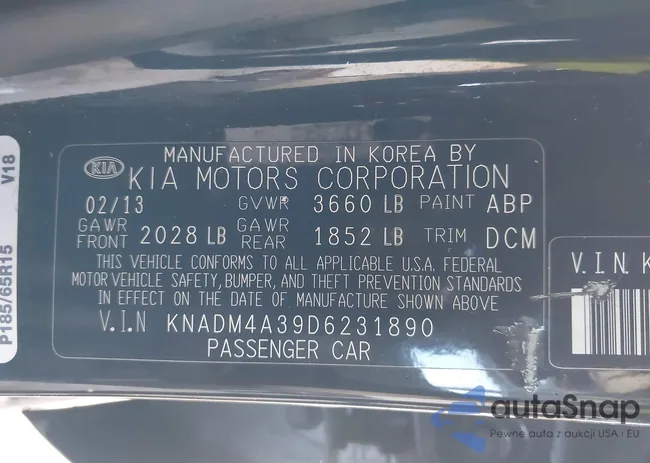 MANUFACTURED IN KOREA BY
KIA KIA MOTORS CORPORATION
02/13 GVWR 3660 LB PAINT ABP
GAWR FRONT 2028 LB GAWR REAR 1852 LB TRIM DCM
THIS VEHICLE CONFORMS TO ALL APPLICABLE U.S.A. FEDERAL
MOTOR VEHICLE SAFETY, BUMPER, AND THEFT PREVENTION STANDARDS
IN EFFECT ON THE DATE OF MANUFACTURE SHOWN ABOVE
V.I.N KNADM4A39D6231890
PASSENGER CAR
P185/65R15 V18
V.I.N. K
autaSnap
Pewne auta z aukcji USA i EU